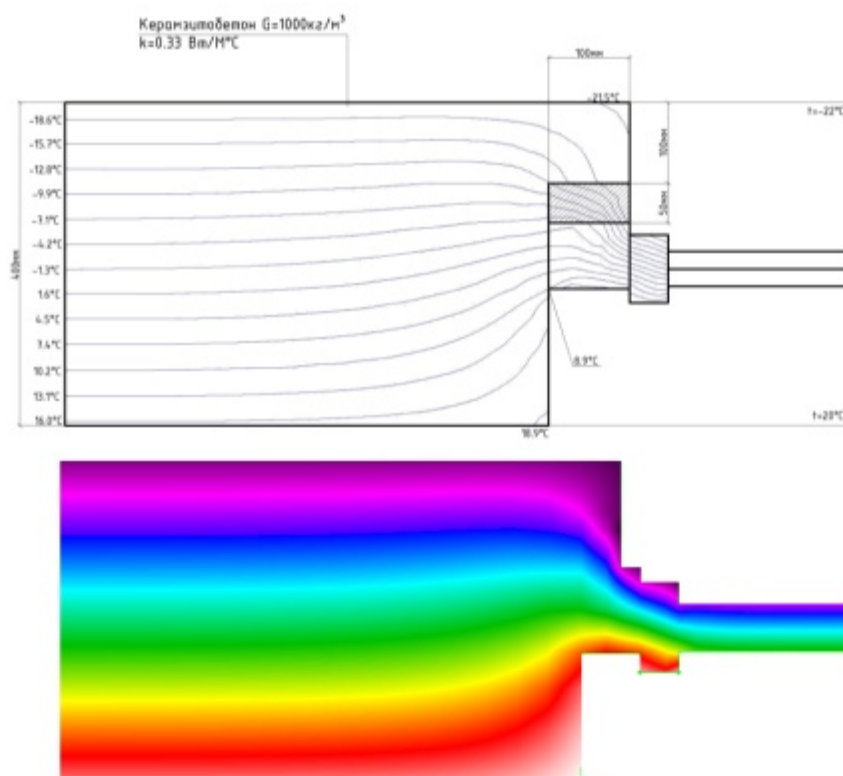 Керамзитобетон G=1000кг/м³
k=0.33 Вт/М°С
100мм
-21.5°С
t=-22°С
100мм
50мм
400мм
-18.6°С
-15.7°С
-12.8°С
-9.9°С
-7.1°С
-4.2°С
-1.3°С
1.6°С
4.5°С
7.4°С
10.2°С
13.1°С
16.0°С
8.9°С
18.9°С
t=20°С